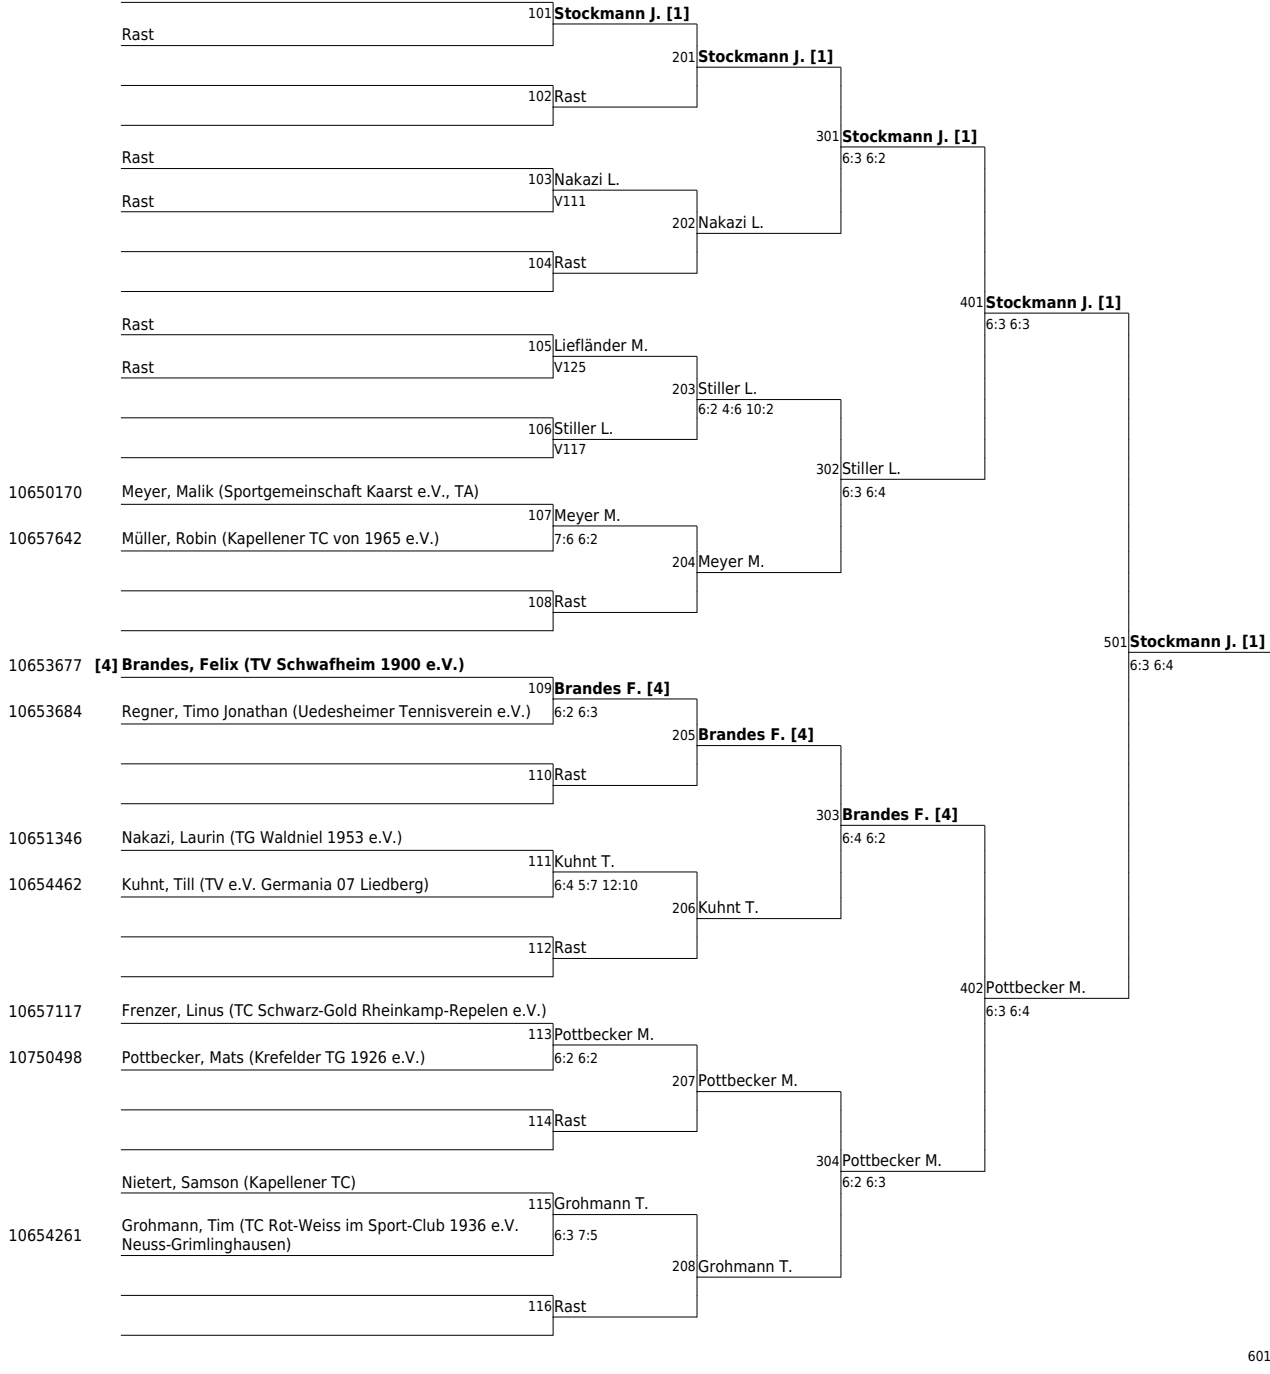 101 Stockmann J. [1]
Rast
201 Stockmann J. [1]
102 Rast
301 Stockmann J. [1]
Rast
6:3 6:2
103 Nakazi L.
Rast
V111
202 Nakazi L.
104 Rast
401 Stockmann J. [1]
Rast
6:3 6:3
105 Liefländer M.
Rast
V125
203 Stiller L.
6:2 4:6 10:2
106 Stiller L.
V117
302 Stiller L.
10650170 Meyer, Malik (Sportgemeinschaft Kaarst e.V., TA)
6:3 6:4
107 Meyer M.
10657642 Müller, Robin (Kapellener TC von 1965 e.V.)
7:6 6:2
204 Meyer M.
108 Rast
501 Stockmann J. [1]
10653677 [4] Brandes, Felix (TV Schwafheim 1900 e.V.)
6:3 6:4
109 Brandes F. [4]
10653684 Regner, Timo Jonathan (Uedesheimer Tennisverein e.V.)
6:2 6:3
205 Brandes F. [4]
110 Rast
303 Brandes F. [4]
10651346 Nakazi, Laurin (TG Waldniel 1953 e.V.)
6:4 6:2
111 Kuhnt T.
10654462 Kuhnt, Till (TV e.V. Germania 07 Liedberg)
6:4 5:7 12:10
206 Kuhnt T.
112 Rast
402 Pottbecker M.
10657117 Frenzer, Linus (TC Schwarz-Gold Rheinkamp-Repelen e.V.)
6:3 6:4
113 Pottbecker M.
10750498 Pottbecker, Mats (Krefelder TG 1926 e.V.)
6:2 6:2
207 Pottbecker M.
114 Rast
304 Pottbecker M.
Nietert, Samson (Kapellener TC)
6:2 6:3
115 Grohmann T.
10654261 Grohmann, Tim (TC Rot-Weiss im Sport-Club 1936 e.V.
Neuss-Grimlinghausen)
6:3 7:5
208 Grohmann T.
116 Rast
601